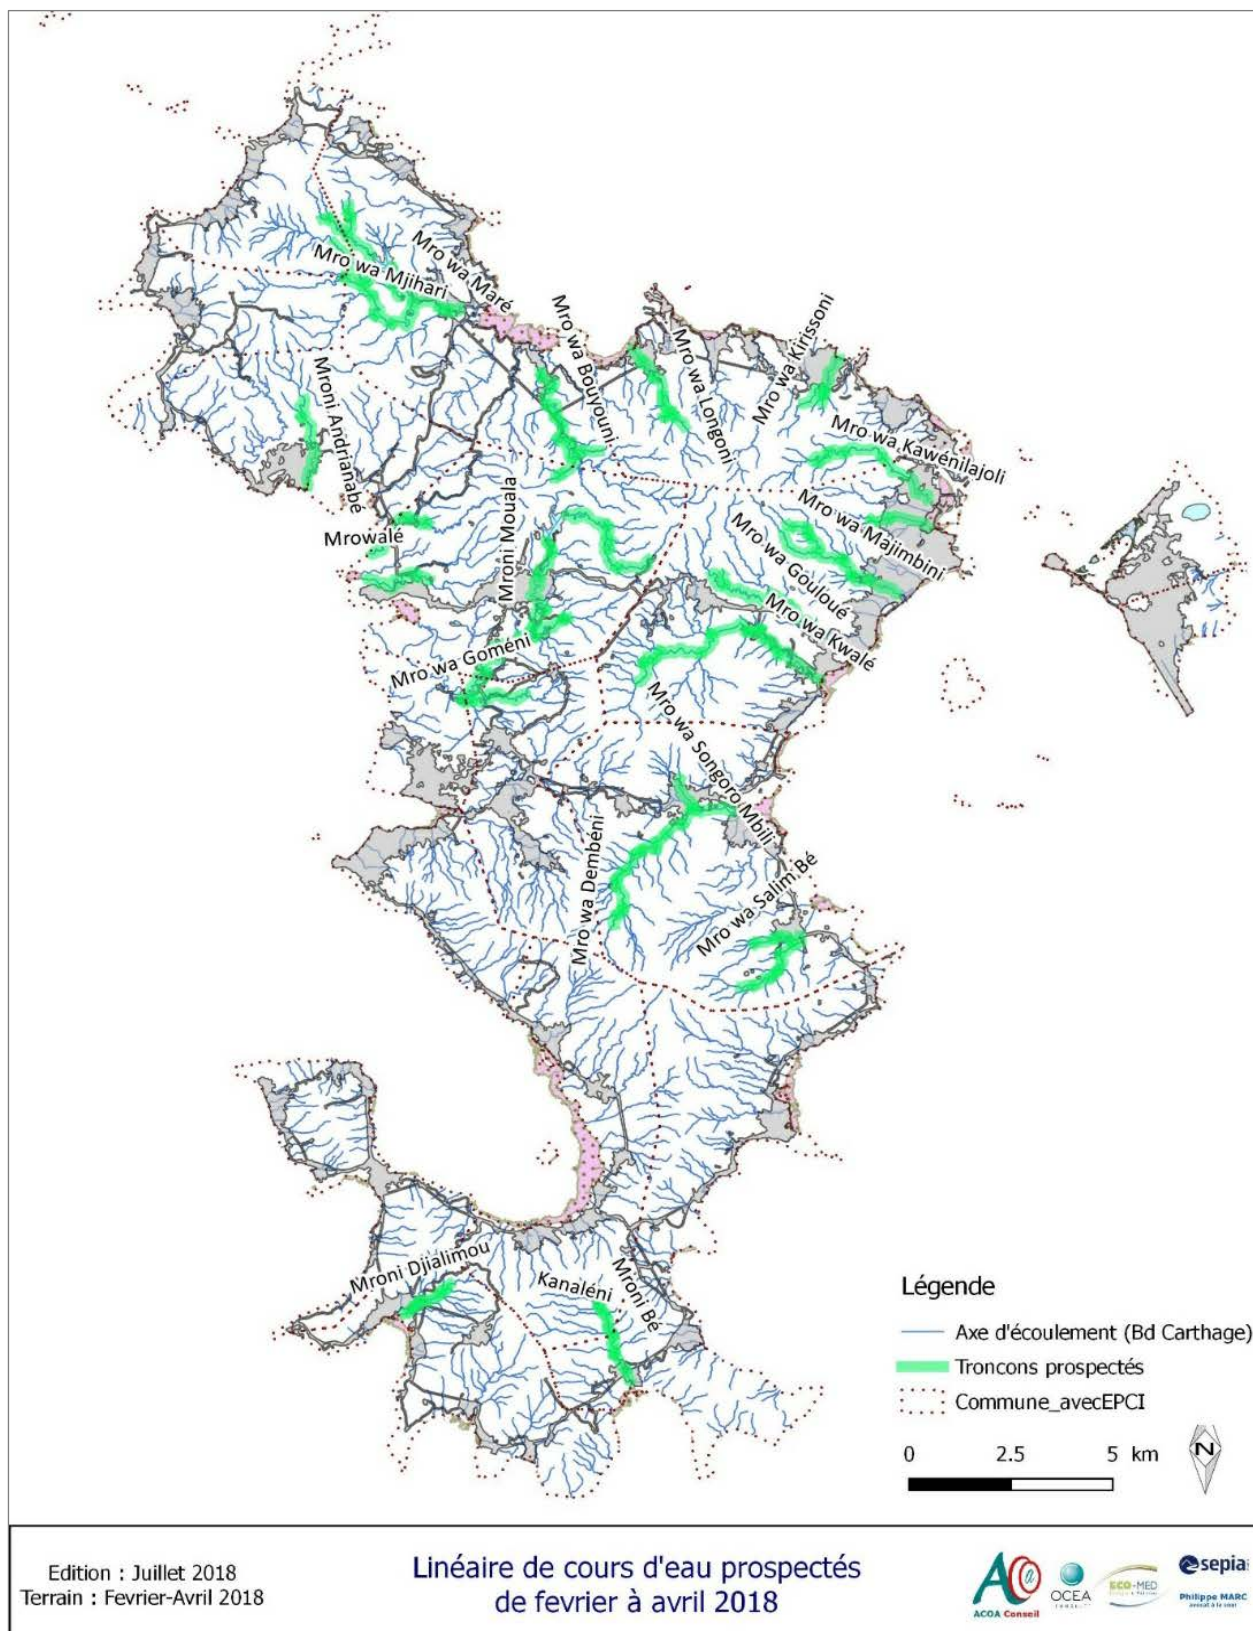 Mro wa Maré
Mro wa Mjihari
Mro wa Bouyouni
Mro wa Longoni
Mro wa Kirissoni
Mroni Andrianabé
Mro wa Kawénilajoli
Mro wa Majimbini
Mroni Mouala
Mrowalé
Mro wa Gouloué
Mro wa Kwalé
Mro wa Goméni
Mro wa Songoro Mbili
Mro wa Dembéni
Mro wa Salim Bé
Mroni Djialimou
Kanaléni
Mroni Bé
Légende
Axe d'écoulement (Bd Carthage)
Troncons prospectés
Commune_avecEPCI
0 2.5 5 km
N
Edition : Juillet 2018
Terrain : Fevrier-Avril 2018
Linéaire de cours d'eau prospectés
de fevrier à avril 2018
ACOA Conseil
OCEA
ECO-MED
sepia
Philippe MARC